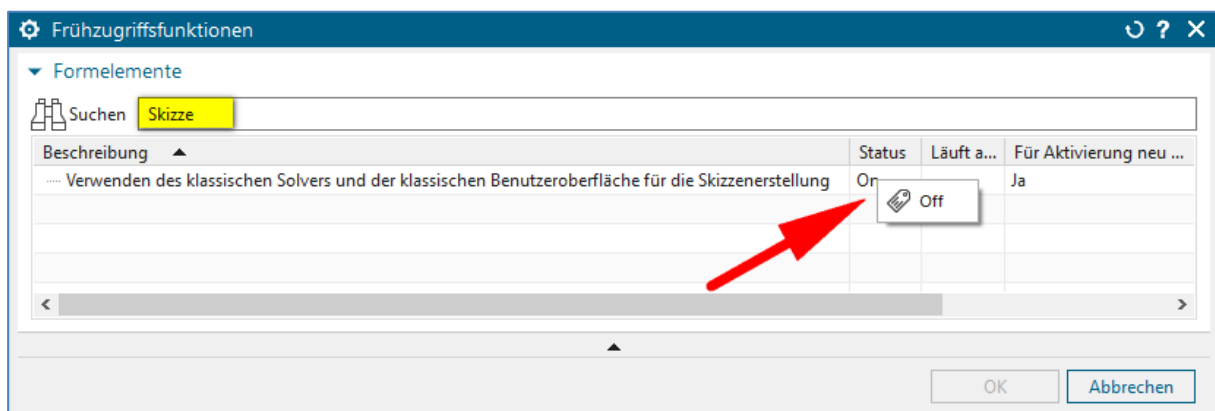 Frühzugriffsfunktionen
Formelemente
Suchen Skizze
Beschreibung Status Läuft a... Für Aktivierung neu ...
Verwenden des klassischen Solvers und der klassischen Benutzeroberfläche für die Skizzenerstellung On Ja
Off
OK Abbrechen